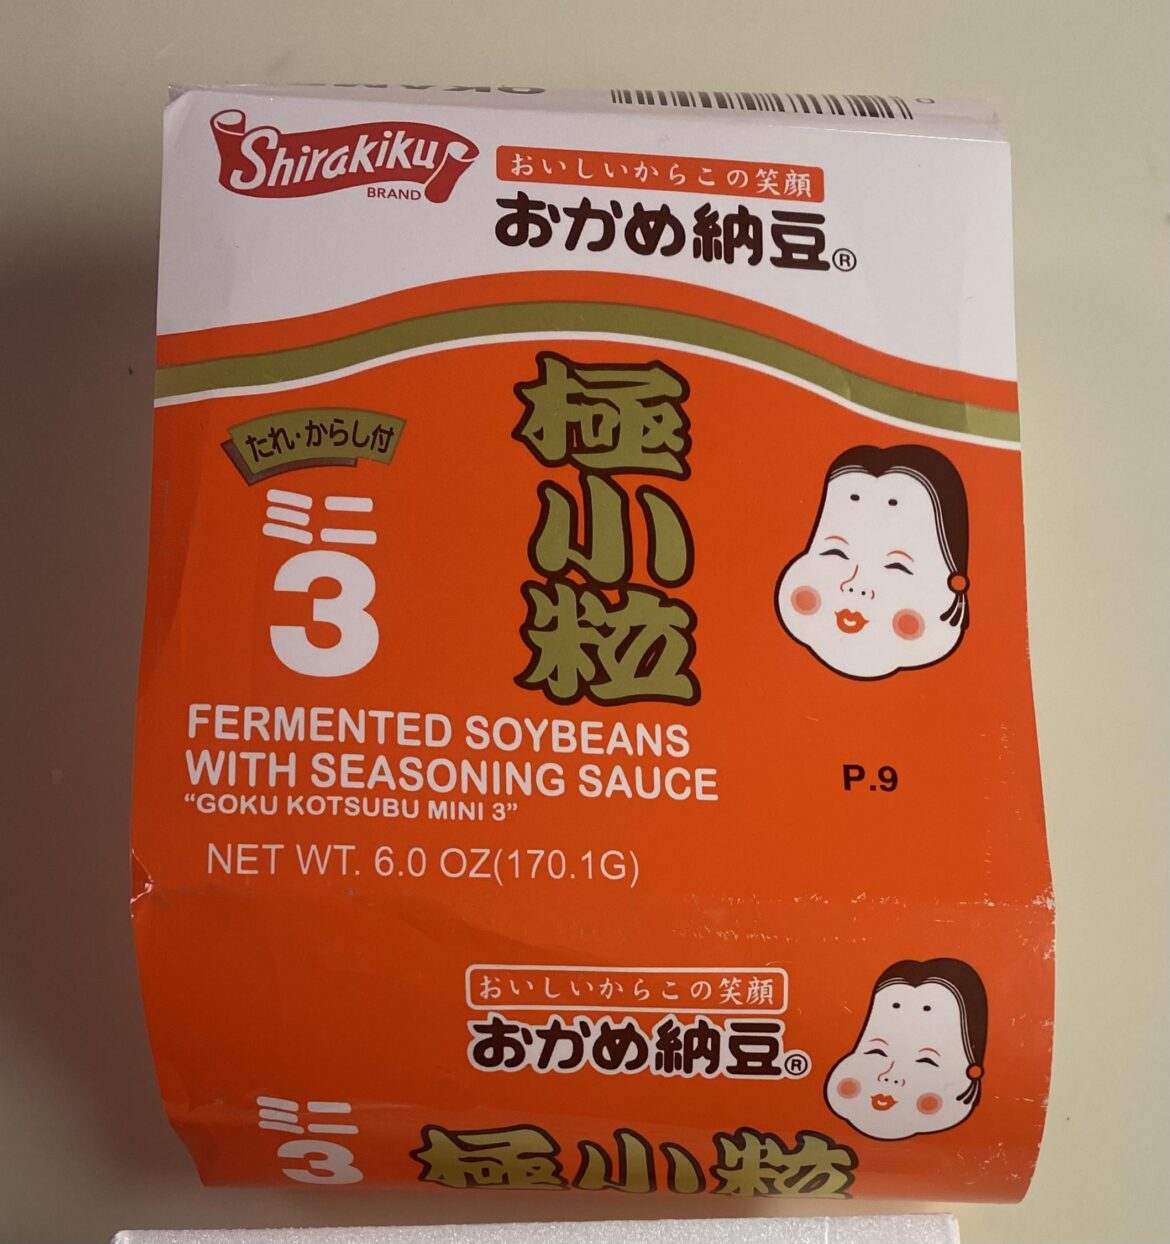 Shirakiku
BRAND
おいしいからこの笑顔
おかめ納豆®
極小粒
たれ・からし付
ミニ
3
FERMENTED SOYBEANS
WITH SEASONING SAUCE
"GOKU KOTSUBU MINI 3"
P.9
NET WT. 6.0 OZ(170.1G)
おいしいからこの笑顔
おかめ納豆®
ミニ
3
極小粒